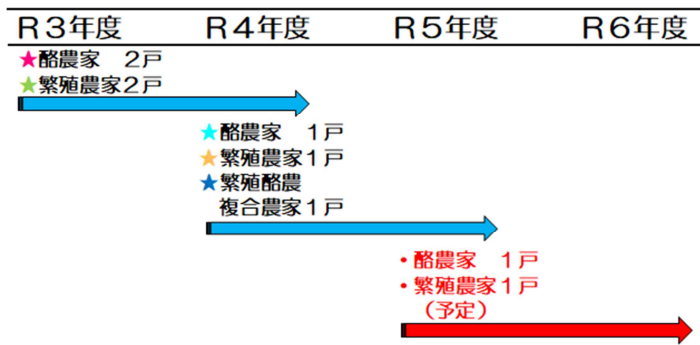 R3年度 R4年度 R5年度 R6年度
★酪農家 2戸
★繁殖農家2戸
★酪農家 1戸
★繁殖農家1戸
★繁殖酪農
複合農家1戸
・酪農家 1戸
・繁殖農家1戸
(予定)